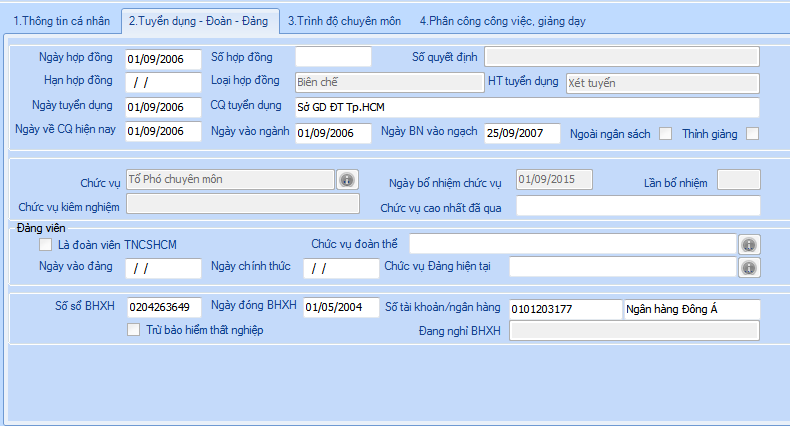 1.Thông tin cá nhân 2.Tuyển dụng - Đoàn - Đảng 3.Trình độ chuyên môn 4.Phân công công việc, giảng dạy
Ngày hợp đồng 01/09/2006 Số hợp đồng Số quyết định
Hạn hợp đồng / / Loại hợp đồng Biên chế HT tuyển dụng Xét tuyển
Ngày tuyển dụng 01/09/2006 CQ tuyển dụng Sở GD ĐT Tp.HCM
Ngày về CQ hiện nay 01/09/2006 Ngày vào ngành 01/09/2006 Ngày BN vào ngạch 25/09/2007 Ngoài ngân sách Thỉnh giảng
Chức vụ Tổ Phó chuyên môn Ngày bổ nhiệm chức vụ 01/09/2015 Lần bổ nhiệm
Chức vụ kiêm nghiệm Chức vụ cao nhất đã qua
Đảng viên
Là đoàn viên TNCSHCM Chức vụ đoàn thể
Ngày vào đảng / / Ngày chính thức / / Chức vụ Đảng hiện tại
Số sổ BHXH 0204263649 Ngày đóng BHXH 01/05/2004 Số tài khoản/ngân hàng 0101203177 Ngân hàng Đông Á
Trừ bảo hiểm thất nghiệp Đang nghỉ BHXH